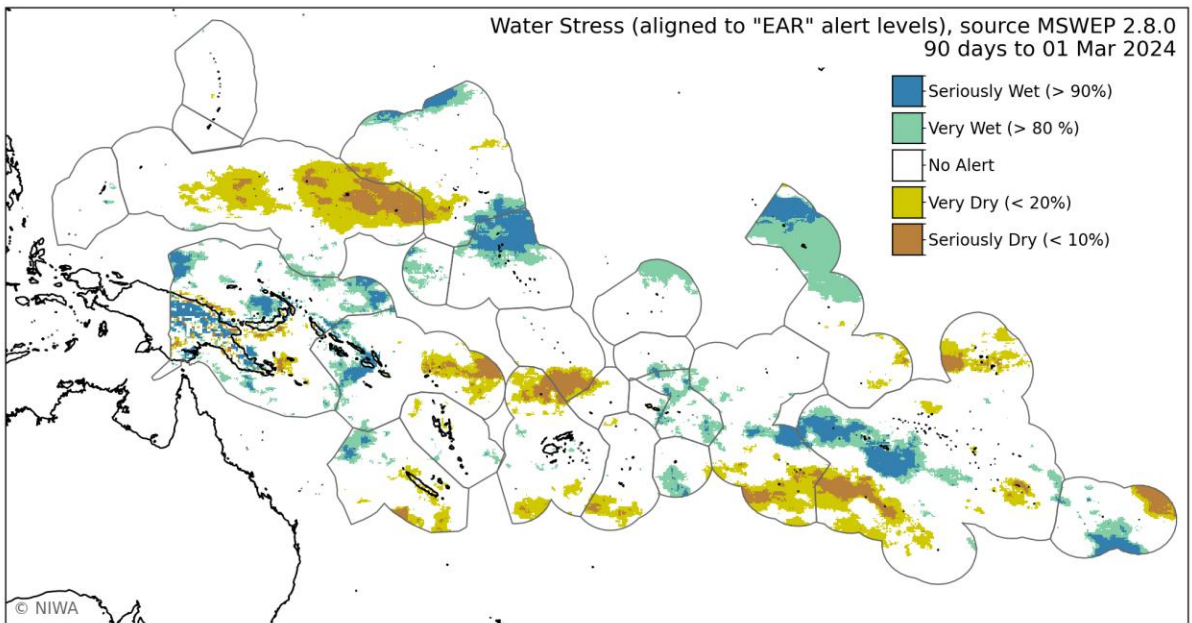 Water Stress (aligned to "EAR" alert levels), source MSWEP 2.8.0
90 days to 01 Mar 2024
Seriously Wet (> 90%)
Very Wet (> 80 %)
No Alert
Very Dry (< 20%)
Seriously Dry (< 10%)
© NIWA